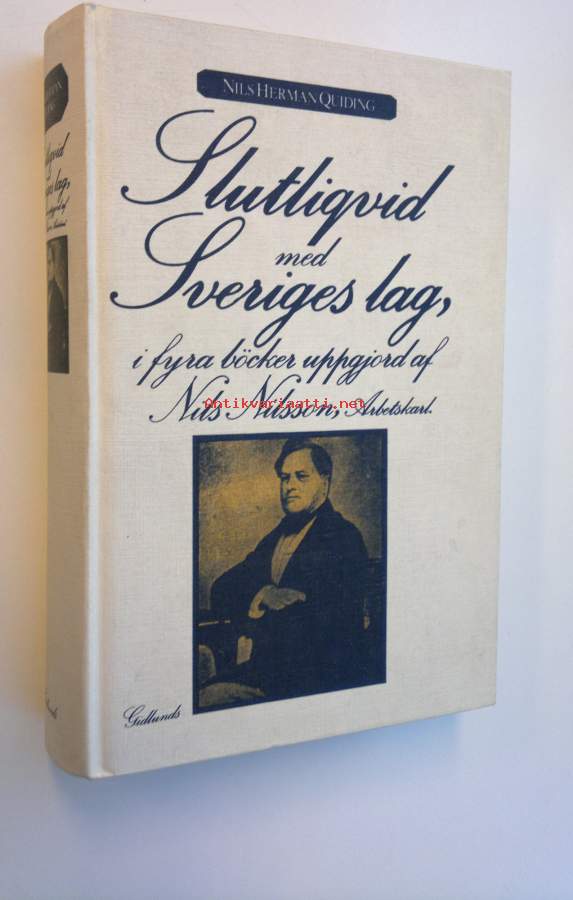 NILS HERMAN QUIDING
Slutliqvid
med
Sveriges lag,
i fyra böcker uppgjord af
Nils Nilsson, Arbetskarl.
Antikvariaatti.net
Gidlunds